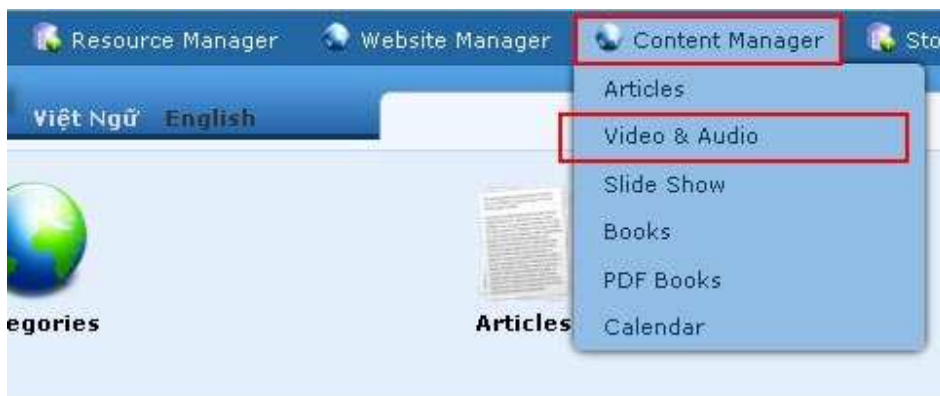 Resource Manager Website Manager Content Manager Sto
Việt Ngữ English
Articles
Video & Audio
Slide Show
Books
PDF Books
Calendar
egories
Articles